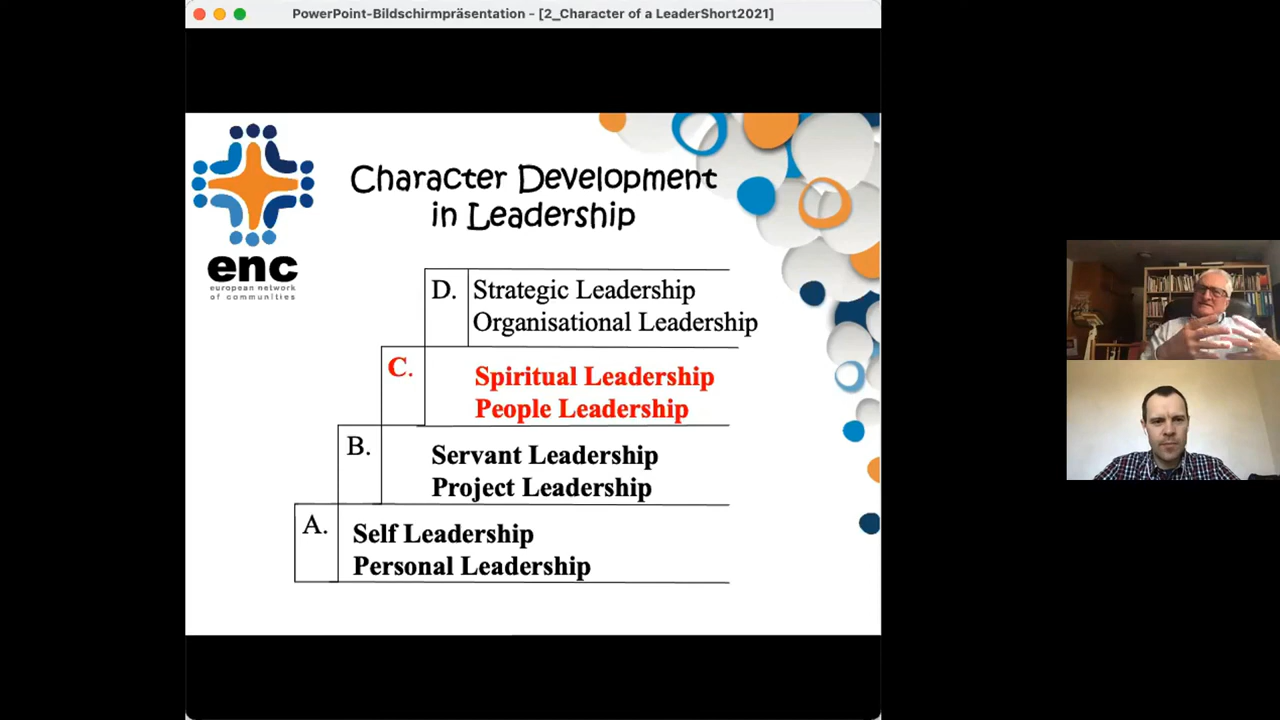 PowerPoint-Bildschirmpräsentation - [2_Character of a LeaderShort2021]
enc
european network
of communities
Character Development
in Leadership
D. Strategic Leadership
Organisational Leadership
C. Spiritual Leadership
People Leadership
B. Servant Leadership
Project Leadership
A. Self Leadership
Personal Leadership